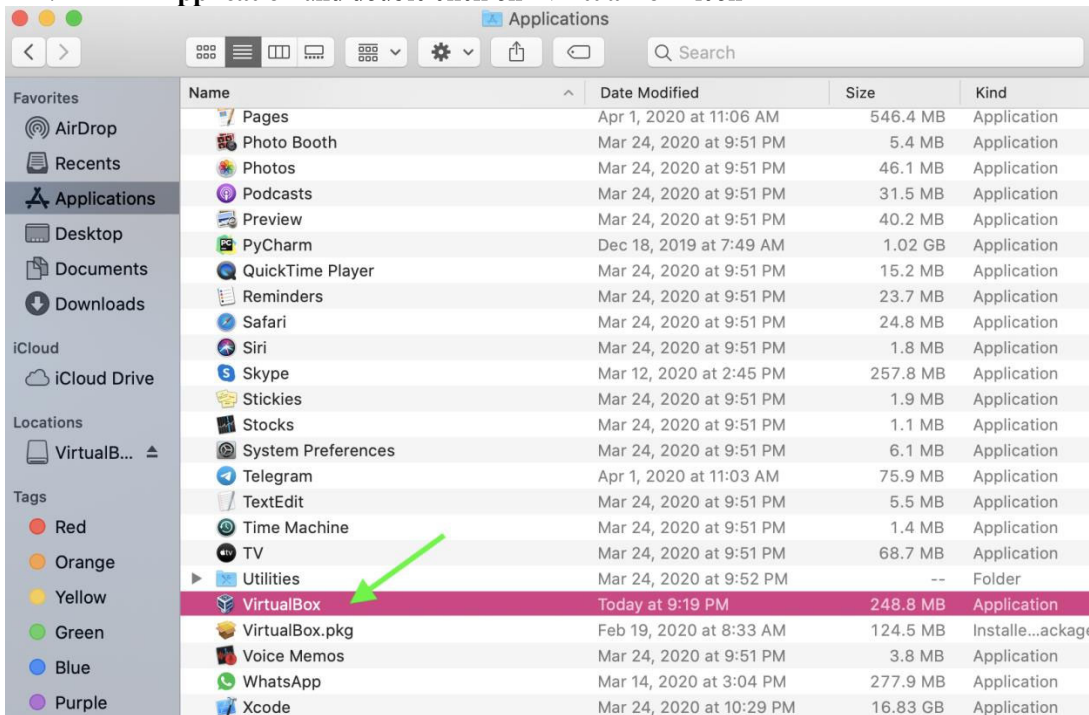 Applications
Search
Favorites
AirDrop
Recents
Applications
Desktop
Documents
Downloads
iCloud
iCloud Drive
Locations
VirtualB...
Tags
Red
Orange
Yellow
Green
Blue
Purple
Name Date Modified Size Kind
Pages Apr 1, 2020 at 11:06 AM 546.4 MB Application
Photo Booth Mar 24, 2020 at 9:51 PM 5.4 MB Application
Photos Mar 24, 2020 at 9:51 PM 46.1 MB Application
Podcasts Mar 24, 2020 at 9:51 PM 31.5 MB Application
Preview Mar 24, 2020 at 9:51 PM 40.2 MB Application
PyCharm Dec 18, 2019 at 7:49 AM 1.02 GB Application
QuickTime Player Mar 24, 2020 at 9:51 PM 15.2 MB Application
Reminders Mar 24, 2020 at 9:51 PM 23.7 MB Application
Safari Mar 24, 2020 at 9:51 PM 24.8 MB Application
Siri Mar 24, 2020 at 9:51 PM 1.8 MB Application
Skype Mar 12, 2020 at 2:45 PM 257.8 MB Application
Stickies Mar 24, 2020 at 9:51 PM 1.9 MB Application
Stocks Mar 24, 2020 at 9:51 PM 1.1 MB Application
System Preferences Mar 24, 2020 at 9:51 PM 6.1 MB Application
Telegram Apr 1, 2020 at 11:03 AM 75.9 MB Application
TextEdit Mar 24, 2020 at 9:51 PM 5.5 MB Application
Time Machine Mar 24, 2020 at 9:51 PM 1.4 MB Application
TV Mar 24, 2020 at 9:51 PM 68.7 MB Application
Utilities Mar 24, 2020 at 9:52 PM -- Folder
VirtualBox Today at 9:19 PM 248.8 MB Application
VirtualBox.pkg Feb 19, 2020 at 8:33 AM 124.5 MB Installe...ackage
Voice Memos Mar 24, 2020 at 9:51 PM 3.8 MB Application
WhatsApp Mar 14, 2020 at 3:04 PM 277.9 MB Application
Xcode Mar 24, 2020 at 10:29 PM 16.83 GB Application